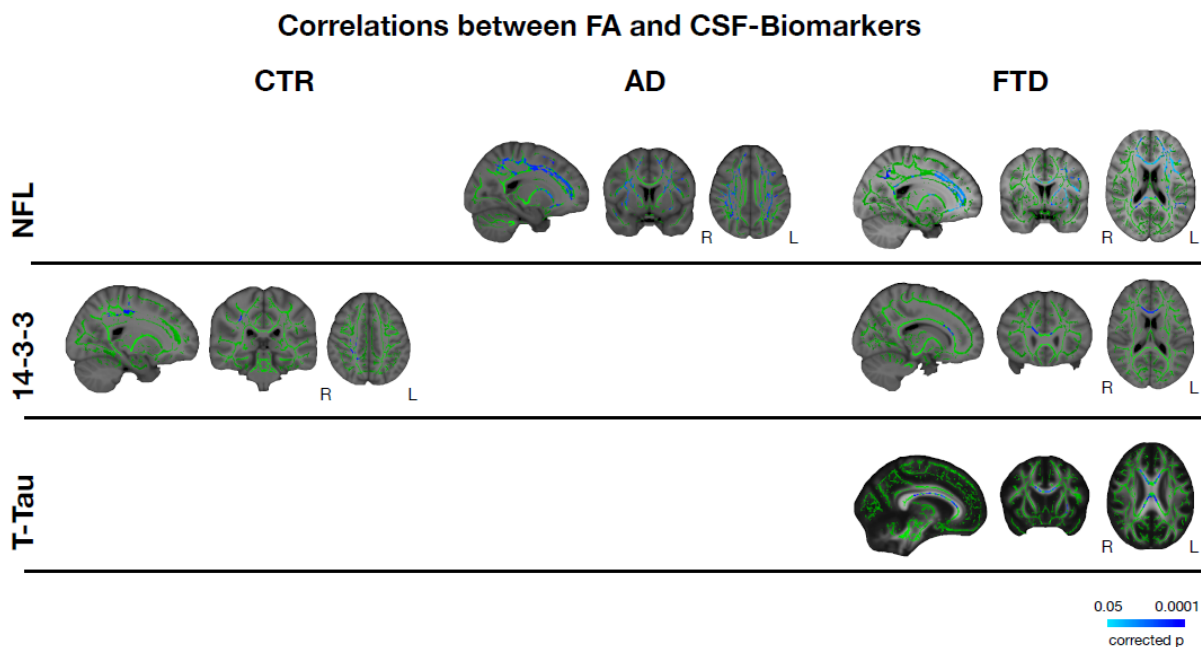 Correlations between FA and CSF-Biomarkers
CTR AD FTD
NFL
R L R L
14-3-3
R L R L
T-Tau
R L
0.05 0.0001
corrected p